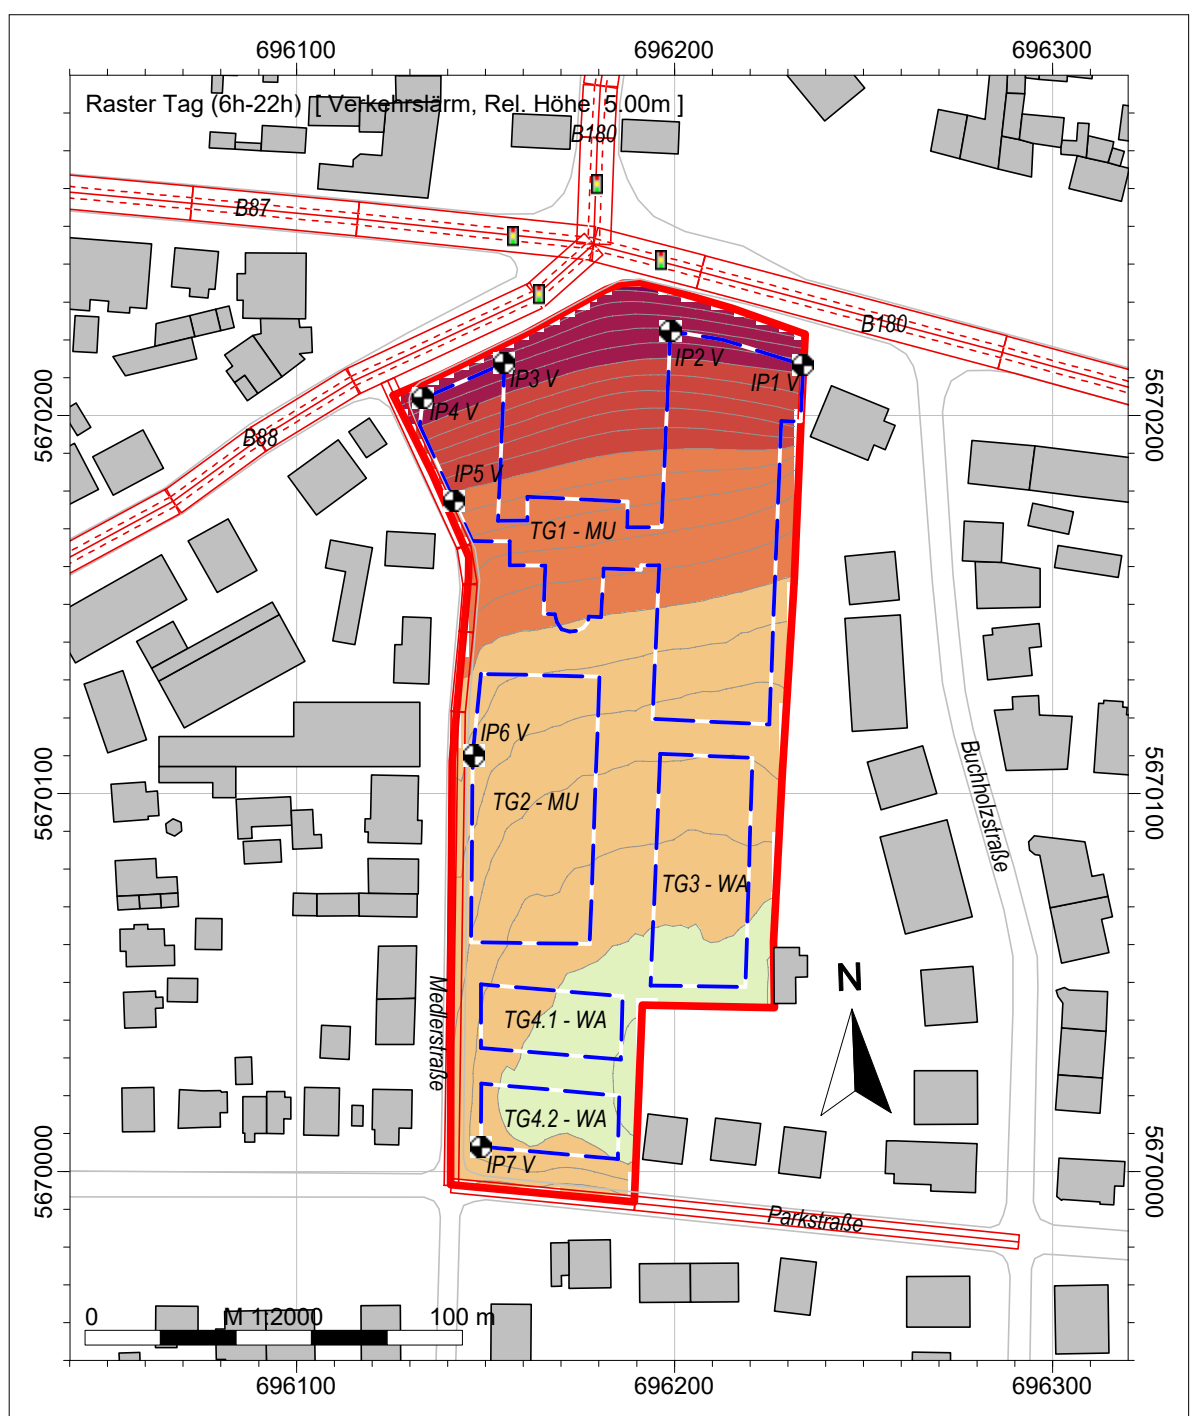 696100
696200
696300
Raster Tag (6h-22h) [ Verkehrslärm, Rel. Höhe 5.00m ]
B180
B87
B180
IP2 V
IP1 V
IP3 V
IP4 V
5670200
5670200
B88
IP5 V
TG1 - MU
IP6 V
Buchholzstraße
TG2 - MU
5670100
5670100
TG3 - WA
N
Medlerstraße
TG4.1 - WA
TG4.2 - WA
IP7 V
5670000
5670000
Parkstraße
0 M 1:2000 100 m
696100
696200
696300